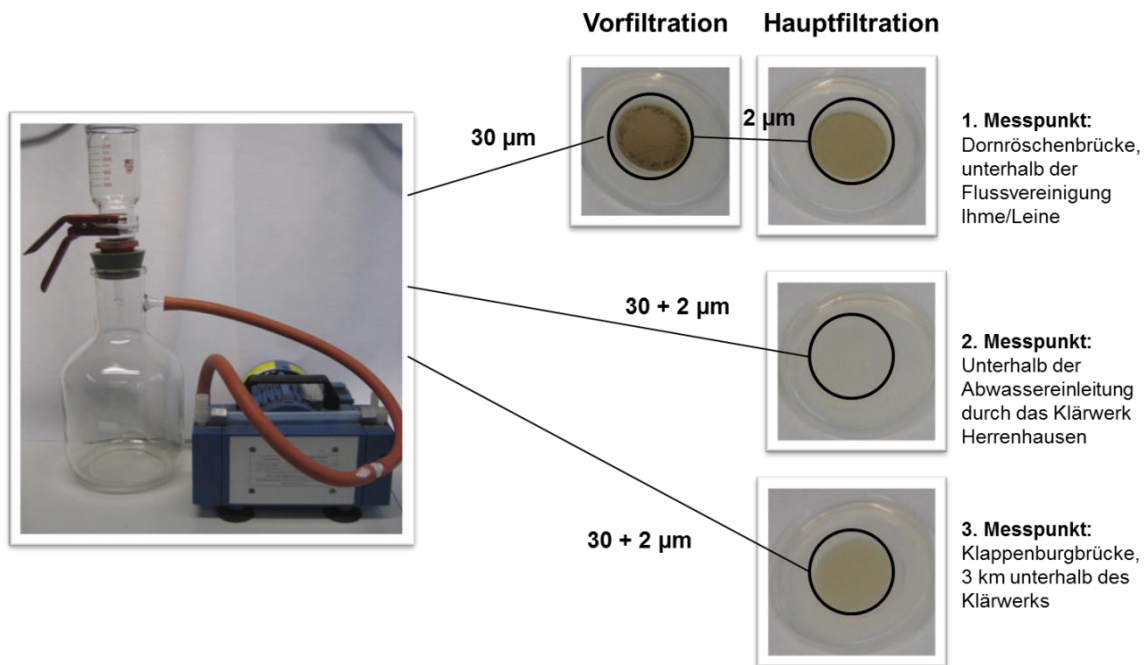 Vorfiltration
Hauptfiltration
30 µm
2 µm
1. Messpunkt:
Dornröschenbrücke,
unterhalb der
Flussvereinigung
Ihme/Leine
30 + 2 µm
2. Messpunkt:
Unterhalb der
Abwassereinleitung
durch das Klärwerk
Herrenhausen
30 + 2 µm
3. Messpunkt:
Klappenburgbrücke,
3 km unterhalb des
Klärwerks